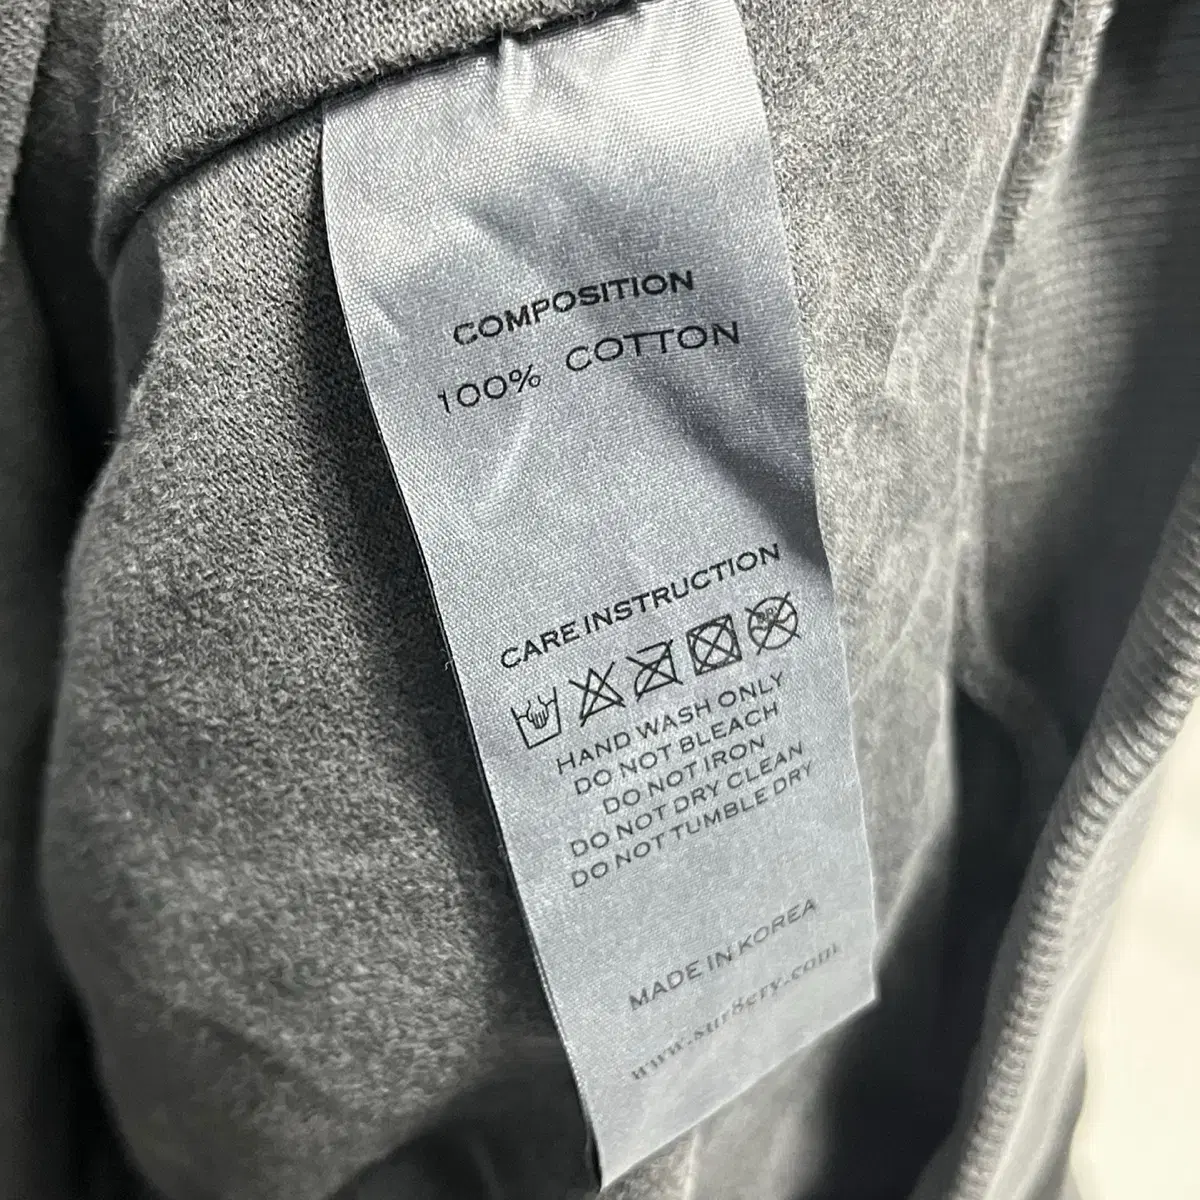 COMPOSITION
100% COTTON
CARE INSTRUCTION
HAND WASH ONLY
DO NOT BLEACH
DO NOT IRON
DO NOT DRY CLEAN
DO NOT TUMBLE DRY
MADE IN KOREA
www.sur8ery.com